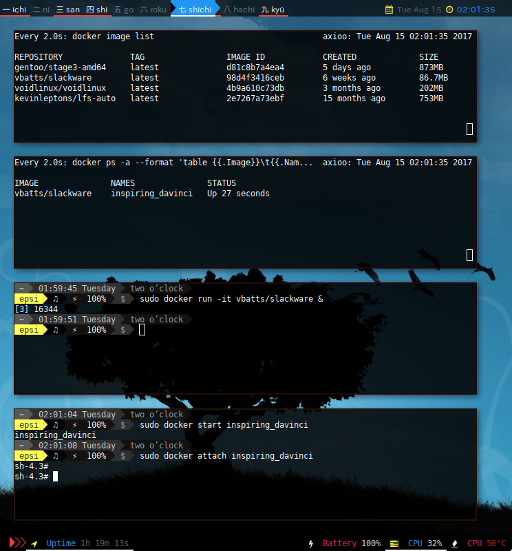 一 ichi 二 ni 三 san 四 shi 五 go 六 roku 七 shichi 八 hachi 九 kyū Tue Aug 15 02:01:35
Every 2.0s: docker image list axioo: Tue Aug 15 02:01:35 2017
REPOSITORY TAG IMAGE ID CREATED SIZE
gentoo/stage3-amd64 latest d81c8b7a4ea4 5 days ago 873MB
vbatts/slackware latest 98d4f3416ceb 6 weeks ago 86.7MB
voidlinux/voidlinux latest 4b9a610c73db 3 months ago 202MB
kevinleptons/lfs-auto latest 2e7267a73ebf 15 months ago 753MB
Every 2.0s: docker ps -a --format 'table {{.Image}}\t{{.Nam... axioo: Tue Aug 15 02:01:35 2017
IMAGE NAMES STATUS
vbatts/slackware inspiring_davinci Up 27 seconds
~ 01:59:45 Tuesday two o'clock
epsi ♫ ⚡ 100% $ sudo docker run -it vbatts/slackware &
[3] 16344
~ 01:59:51 Tuesday two o'clock
epsi ♫ ⚡ 100% $
~ 02:01:04 Tuesday two o'clock
epsi ♫ ⚡ 100% $ sudo docker start inspiring_davinci
inspiring_davinci
~ 02:01:08 Tuesday two o'clock
epsi ♫ ⚡ 100% $ sudo docker attach inspiring_davinci
sh-4.3#
sh-4.3#
Uptime 1h 19m 13s Battery 100% CPU 32% CPU 56°C